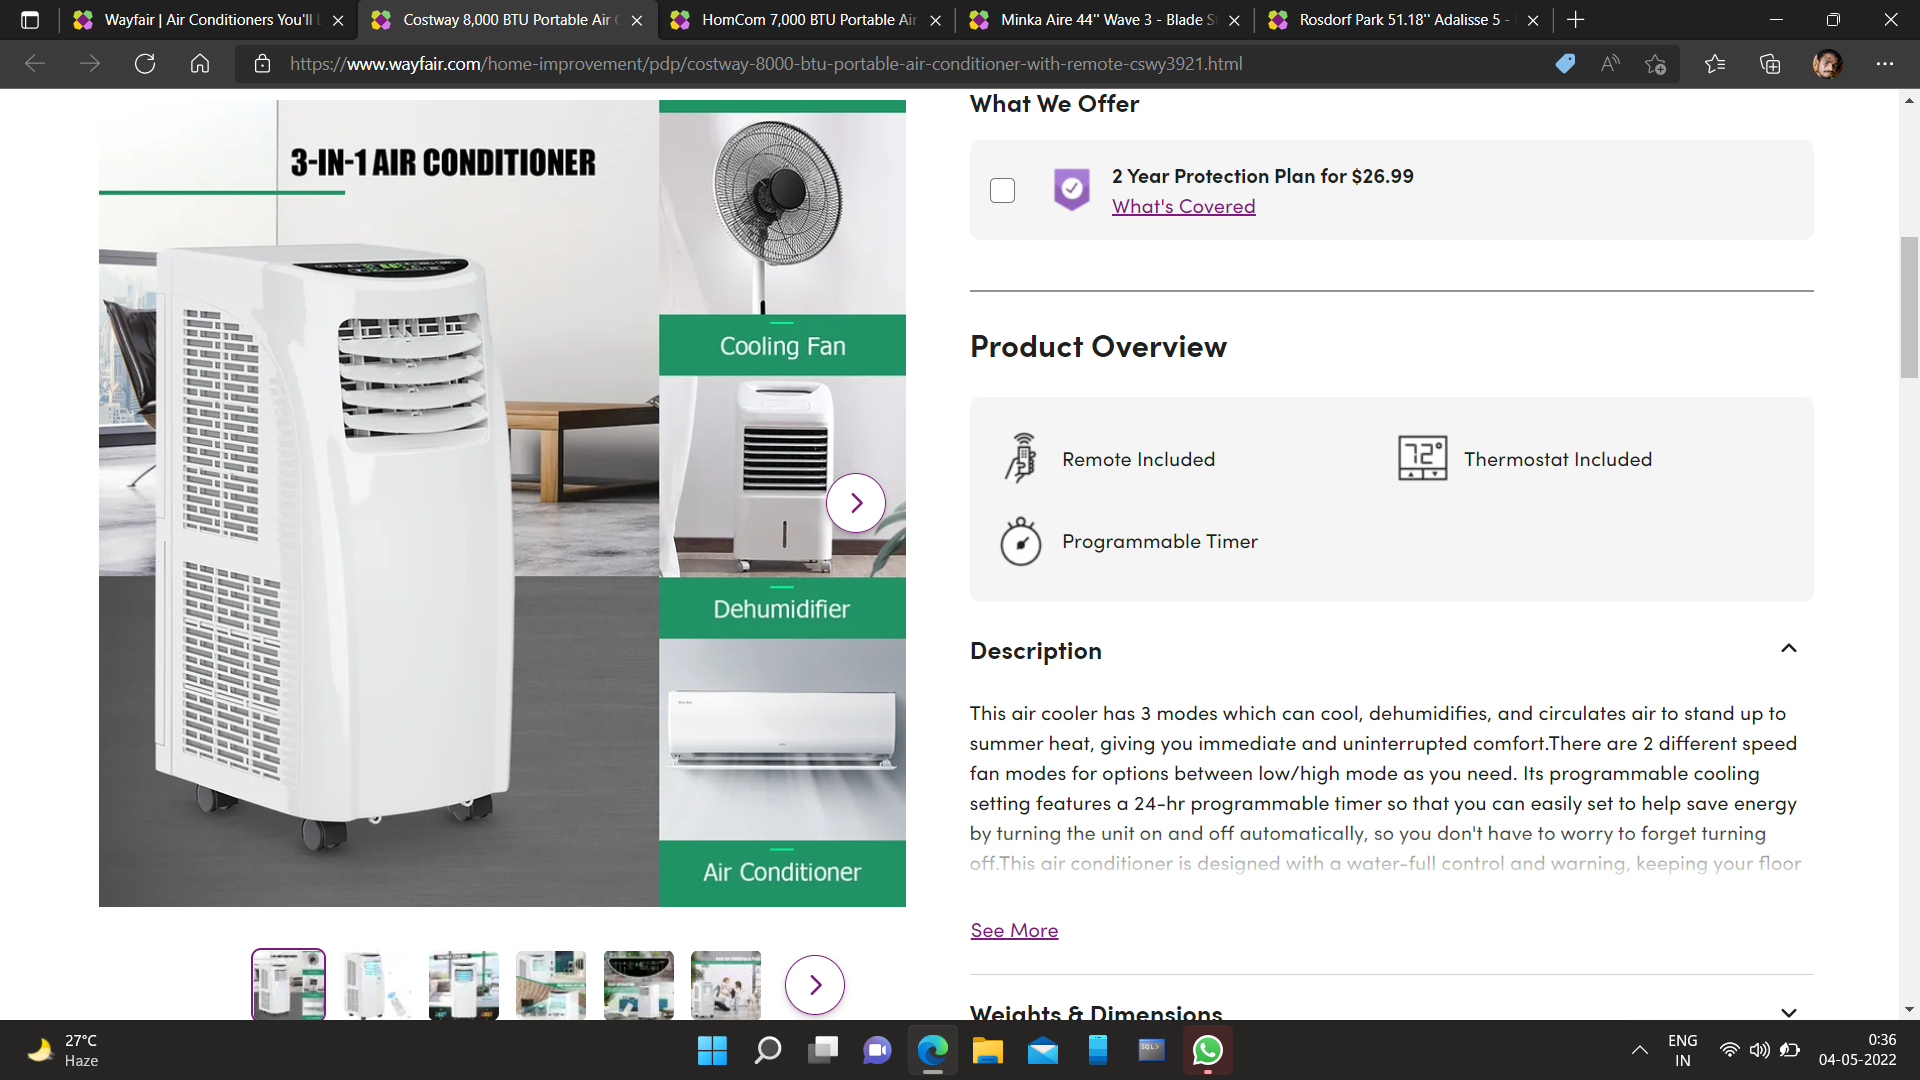 Wayfair | Air Conditioners You'll
Costway 8,000 BTU Portable Air
HomCom 7,000 BTU Portable Air
Minka Aire 44'' Wave 3 - Blade
Rosdorf Park 51.18'' Adalisse 5 -
https://www.wayfair.com/home-improvement/pdp/costway-8000-btu-portable-air-conditioner-with-remote-cswy3921.html
3-IN-1 AIR CONDITIONER
Cooling Fan
Dehumidifier
Air Conditioner
What We Offer
2 Year Protection Plan for $26.99
What's Covered
Product Overview
Remote Included
72°
Thermostat Included
Programmable Timer
Description
This air cooler has 3 modes which can cool, dehumidifies, and circulates air to stand up to
summer heat, giving you immediate and uninterrupted comfort.There are 2 different speed
fan modes for options between low/high mode as you need. Its programmable cooling
setting features a 24-hr programmable timer so that you can easily set to help save energy
by turning the unit on and off automatically, so you don't have to worry to forget turning
off.This air conditioner is designed with a water-full control and warning, keeping your floor
See More
Weights & Dimensions
27°C
Haze
SQL>
ENG
IN
0:36
04-05-2022